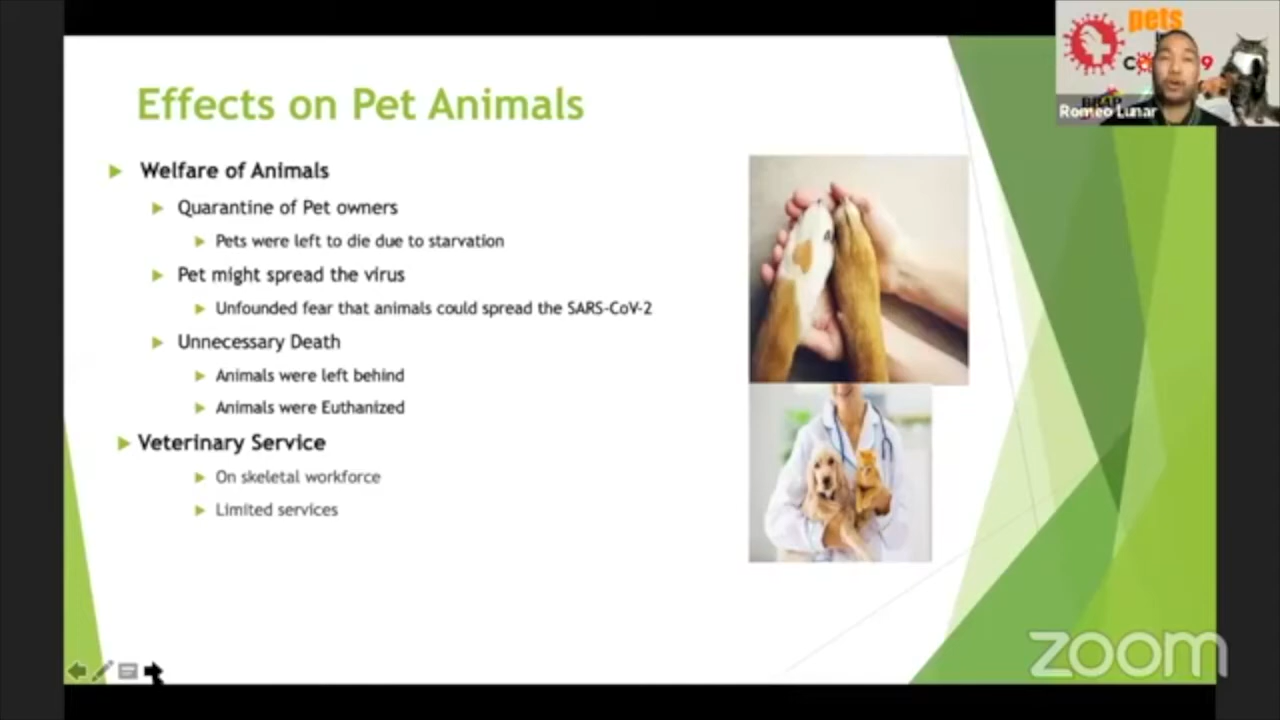 Effects on Pet Animals
Welfare of Animals
Quarantine of Pet owners
Pets were left to die due to starvation
Pet might spread the virus
Unfounded fear that animals could spread the SARS-CoV-2
Unnecessary Death
Animals were left behind
Animals were Euthanized
Veterinary Service
On skeletal workforce
Limited services
pets
Romeo Lunar
zoom